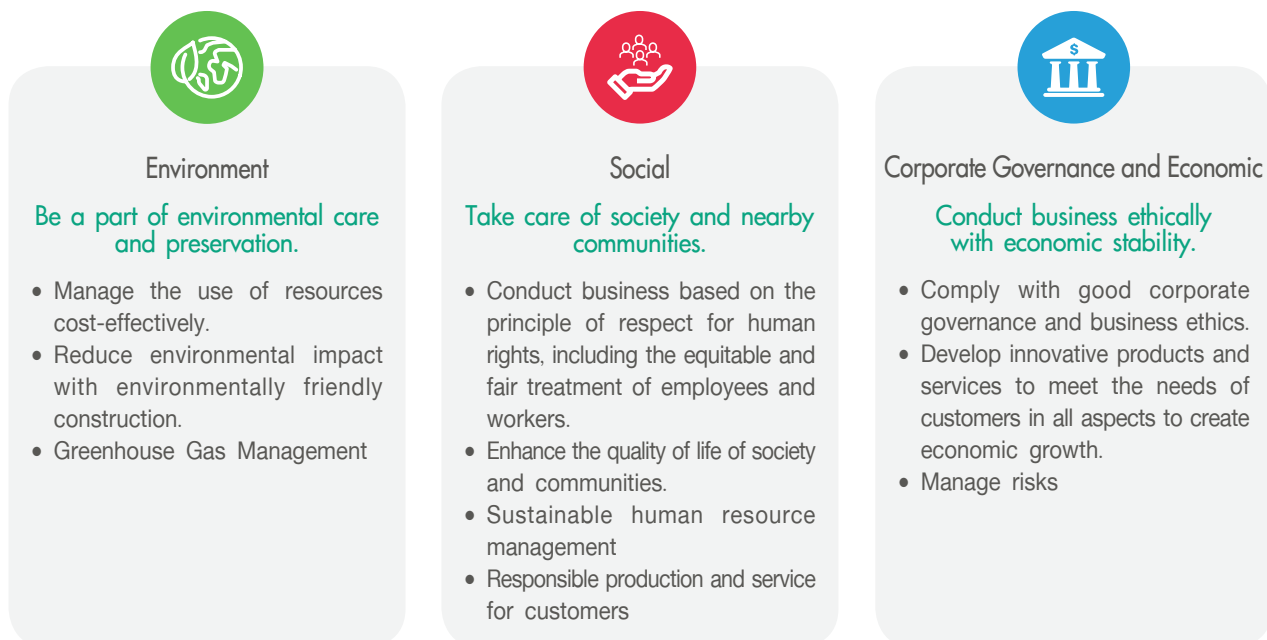 Environment
Be a part of environmental care
and preservation.
• Manage the use of resources
cost-effectively.
• Reduce environmental impact
with environmentally friendly
construction.
• Greenhouse Gas Management
Social
Take care of society and nearby
communities.
• Conduct business based on the
principle of respect for human
rights, including the equitable and
fair treatment of employees and
workers.
• Enhance the quality of life of society
and communities.
• Sustainable human resource
management
• Responsible production and service
for customers
$
Corporate Governance and Economic
Conduct business ethically
with economic stability.
• Comply with good corporate
governance and business ethics.
• Develop innovative products and
services to meet the needs of
customers in all aspects to create
economic growth.
• Manage risks